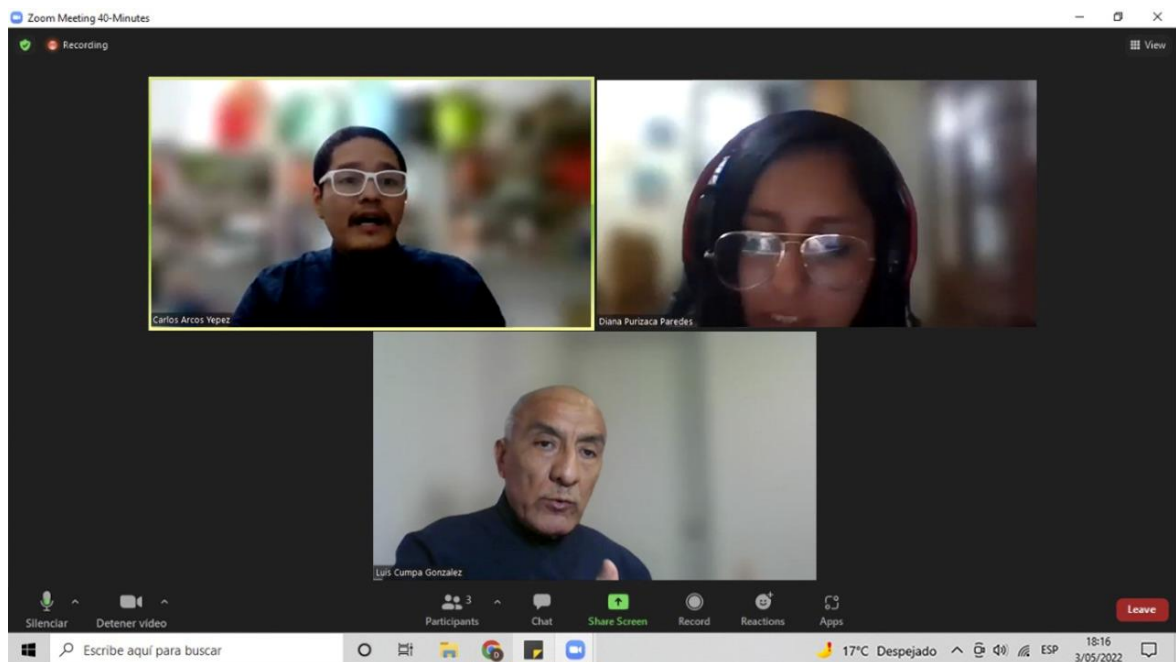 Zoom Meeting 40-Minutes
Recording
View
Carlos Arcos Yepez
Diana Purizaca Paredes
Luis Cumpa Gonzalez
Silenciar
Detener video
3
Participants
Chat
Share Screen
Record
Reactions
Apps
Leave
Escribe aquí para buscar
17°C Despejado
ESP
18:16
3/05/2022